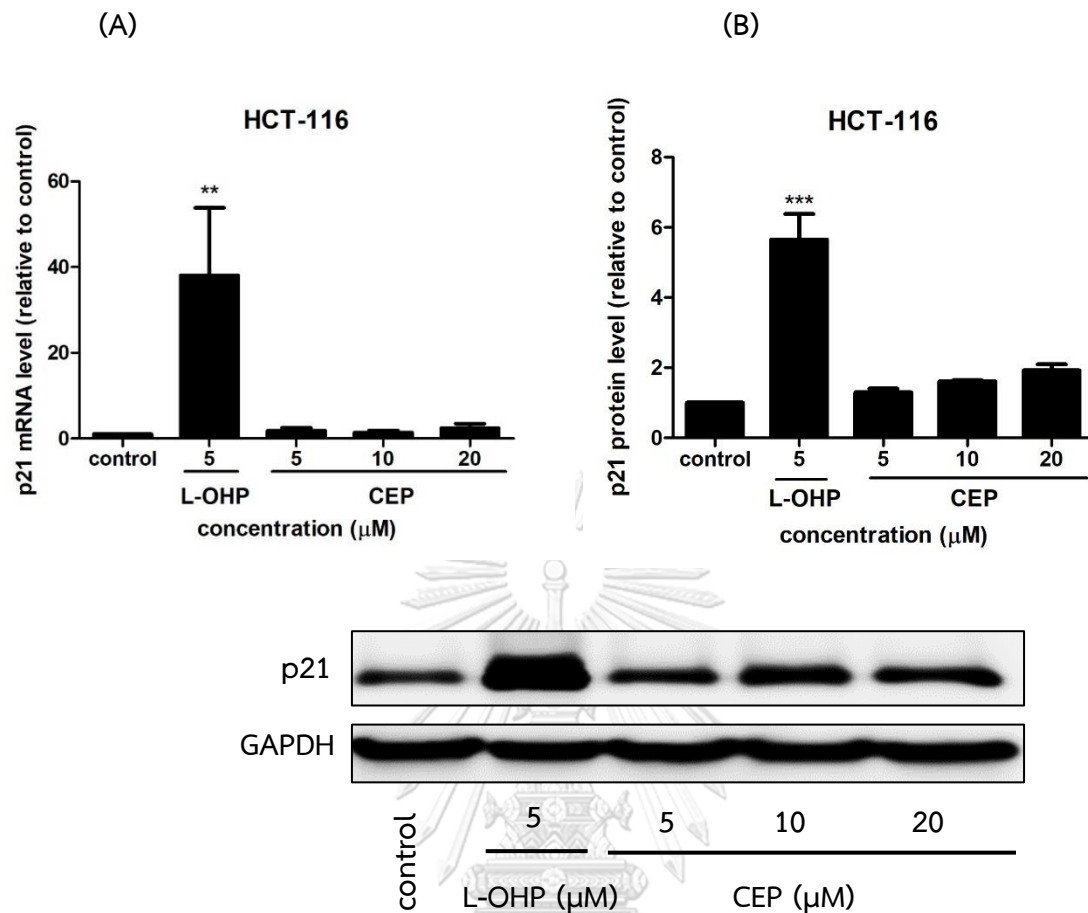 (A)
HCT-116
p21 mRNA level (relative to control)
60
40
20
0
**
control
5
5
10
20
L-OHP
CEP
concentration (μM)
(B)
HCT-116
p21 protein level (relative to control)
8
6
4
2
0
***
control
5
5
10
20
L-OHP
CEP
concentration (μM)
p21
GAPDH
control
5
5
10
20
L-OHP (μM)
CEP (μM)